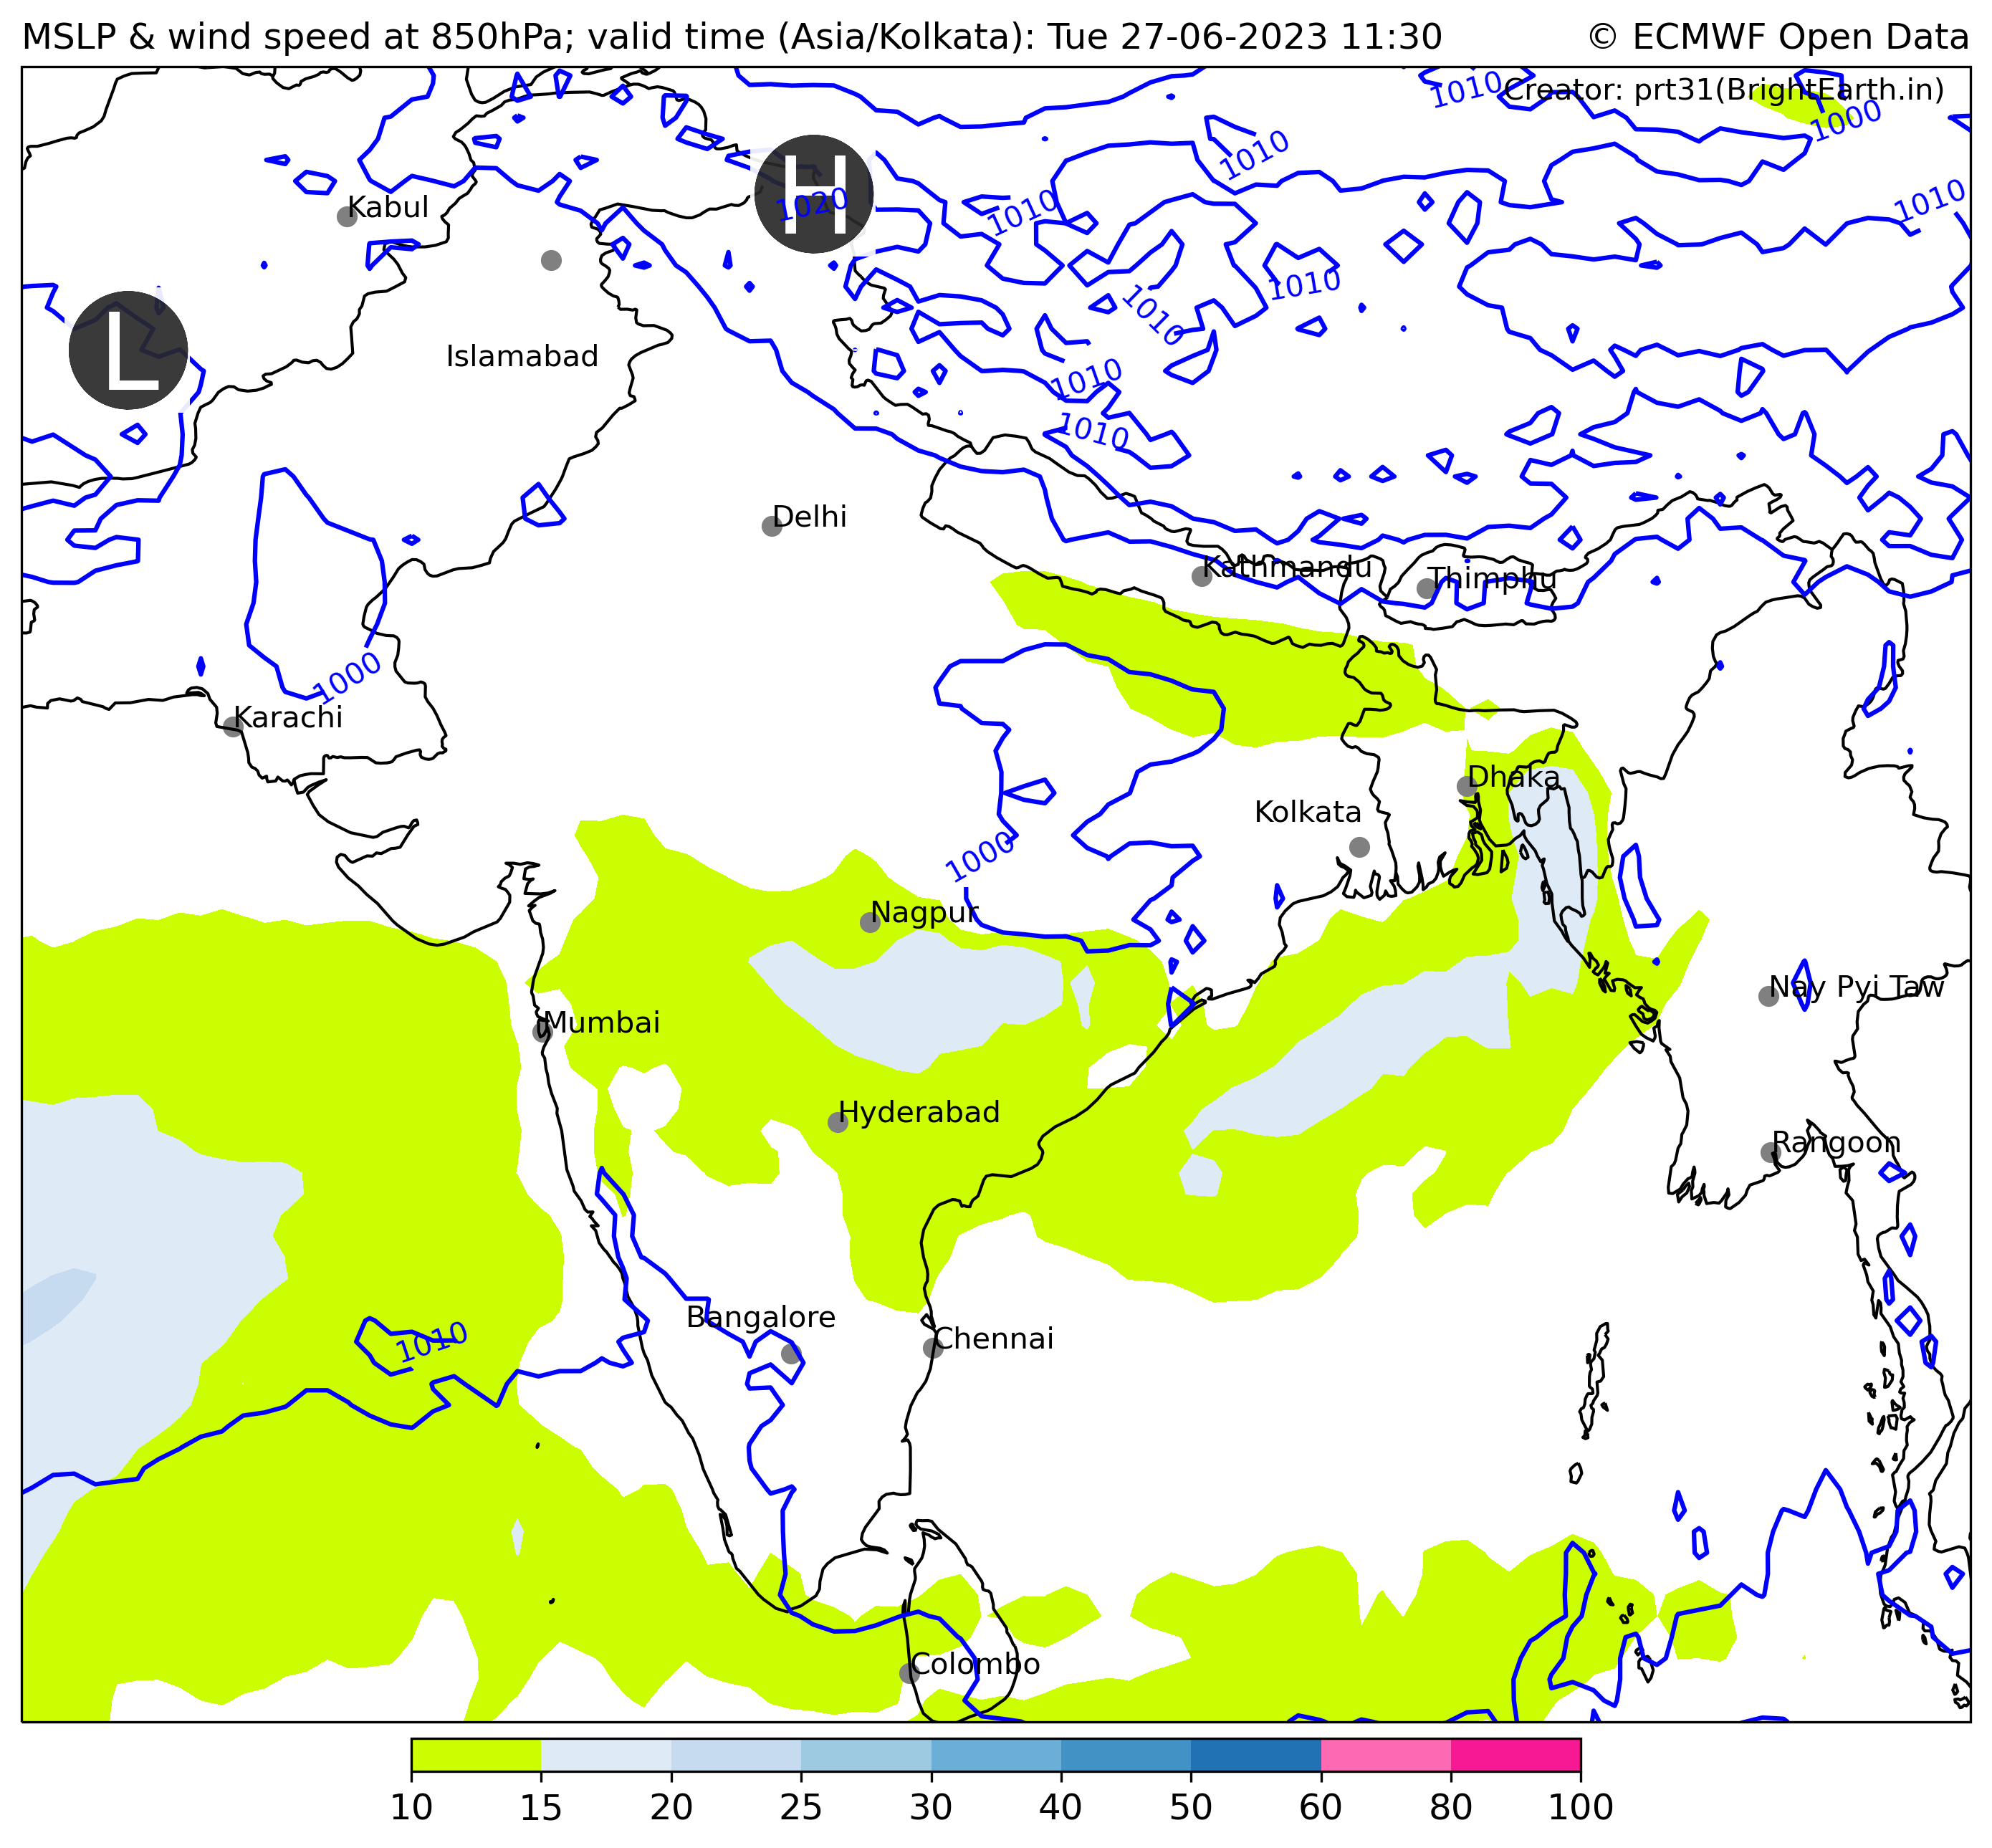 MSLP & wind speed at 850hPa; valid time (Asia/Kolkata): Tue 27-06-2023 11:30
© ECMWF Open Data
Creator: prt31(BrightEarth.in)
1010
1000
1010
H
1020
Kabul
1010
1010
1010
1010
L
Islamabad
1010
1010
Delhi
Kathmandu
Thimphu
1000
Karachi
Dhaka
Kolkata
1000
Nagpur
Nay Pyi Taw
Mumbai
Hyderabad
Rangoon
Bangalore
1010
Chennai
Colombo
10 15 20 25 30 40 50 60 80 100